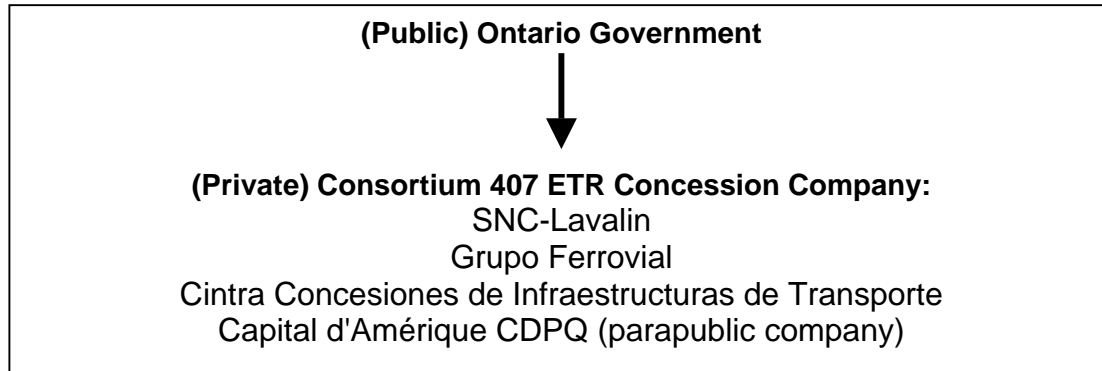 (Public) Ontario Government
(Private) Consortium 407 ETR Concession Company:
SNC-Lavalin
Grupo Ferrovial
Cintra Concesiones de Infraestructuras de Transporte
Capital d'Amérique CDPQ (parapublic company)